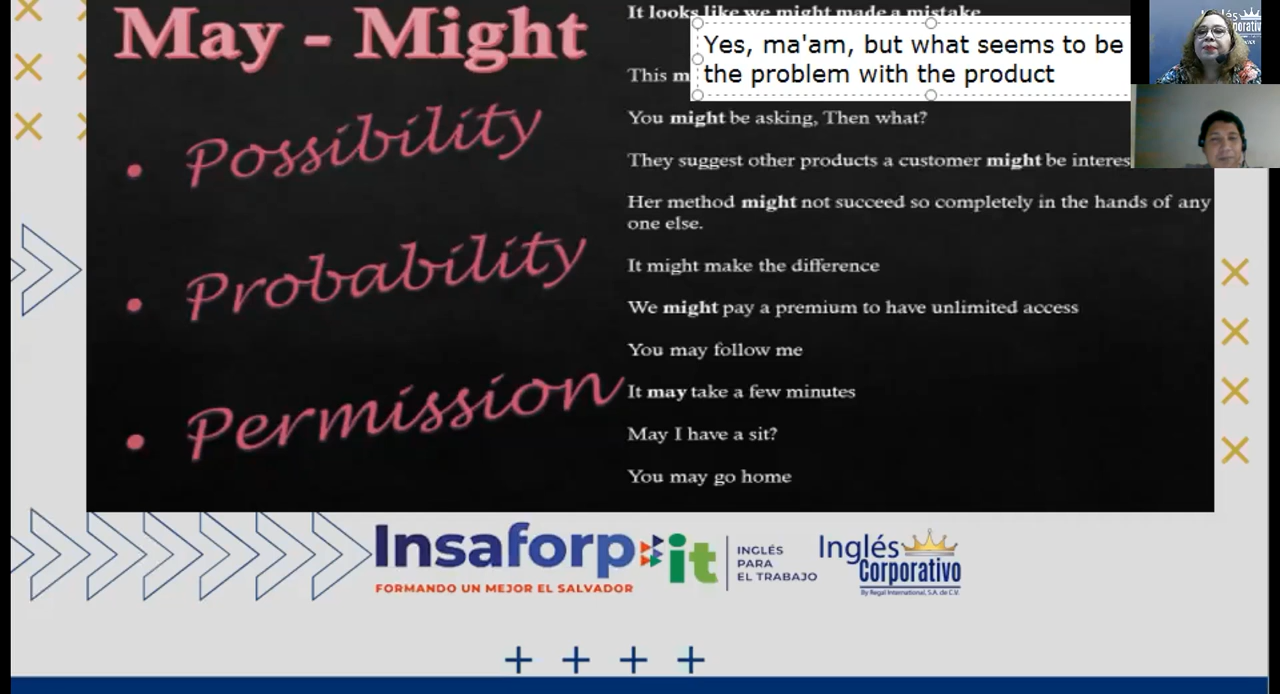 May - Might
• Possibility
• Probability
• Permission
It looks like we might made a mistake
Yes, ma'am, but what seems to be
the problem with the product
This
You might be asking, Then what?
They suggest other products a customer might be
Her method might not succeed so completely in the hands of any
one else.
It might make the difference
We might pay a premium to have unlimited access
You may follow me
It may take a few minutes
May I have a sit?
You may go home
Insaforp
FORMANDO UN MEJOR EL SALVADOR
it
INGLÉS
PARA
EL TRABAJO
Inglés
Corporativo
By Regal International, S.A. de C.V.